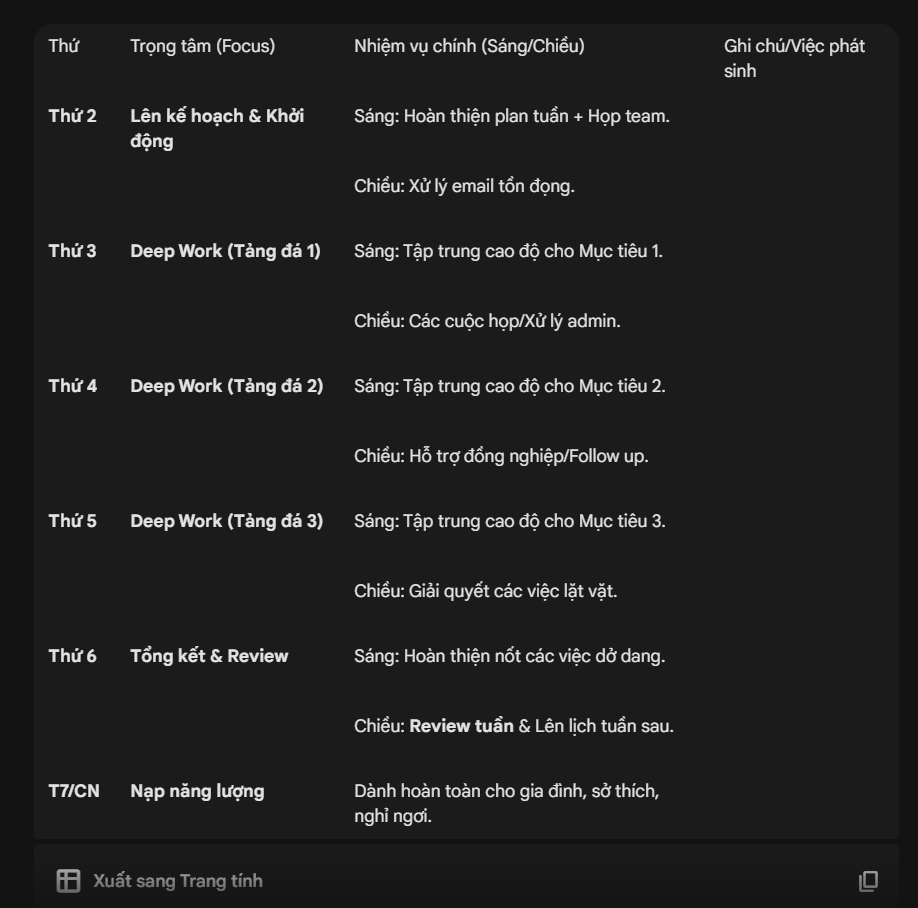 Thứ Trọng tâm (Focus) Nhiệm vụ chính (Sáng/Chiều) Ghi chú/Việc phát
sinh
Thứ 2 Lên kế hoạch & Khởi Sáng: Hoàn thiện plan tuần + Họp team.
động
Chiều: Xử lý email tồn đọng.
Thứ 3 Deep Work (Tảng đá 1) Sáng: Tập trung cao độ cho Mục tiêu 1.
Chiều: Các cuộc họp/Xử lý admin.
Thứ 4 Deep Work (Tảng đá 2) Sáng: Tập trung cao độ cho Mục tiêu 2.
Chiều: Hỗ trợ đồng nghiệp/Follow up.
Thứ 5 Deep Work (Tảng đá 3) Sáng: Tập trung cao độ cho Mục tiêu 3.
Chiều: Giải quyết các việc lặt vặt.
Thứ 6 Tổng kết & Review Sáng: Hoàn thiện nốt các việc dở dang.
Chiều: Review tuần & Lên lịch tuần sau.
T7/CN Nạp năng lượng Dành hoàn toàn cho gia đình, sở thích,
nghỉ ngơi.
Xuất sang Trang tính